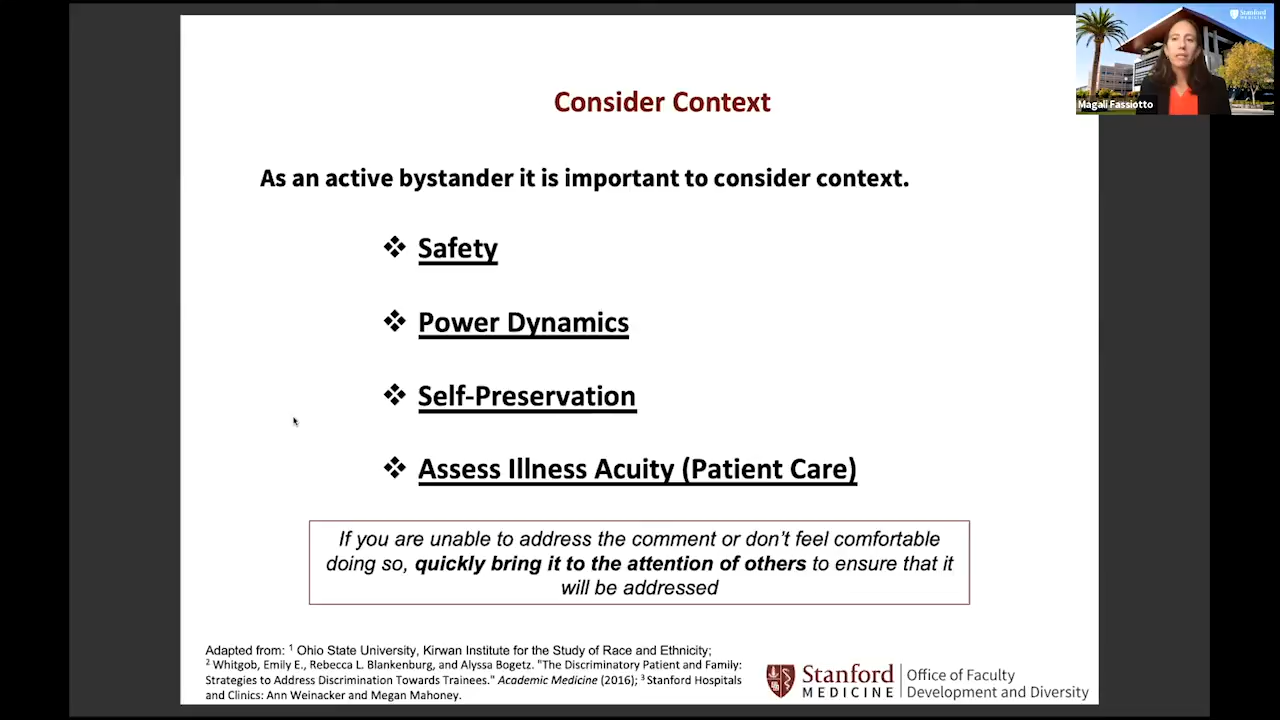 Consider Context
As an active bystander it is important to consider context.
❖ Safety
❖ Power Dynamics
❖ Self-Preservation
❖ Assess Illness Acuity (Patient Care)
If you are unable to address the comment or don't feel comfortable
doing so, quickly bring it to the attention of others to ensure that it
will be addressed
Adapted from: ¹ Ohio State University, Kirwan Institute for the Study of Race and Ethnicity;
² Whitgob, Emily E., Rebecca L. Blankenburg, and Alyssa Bogetz. "The Discriminatory Patient and Family:
Strategies to Address Discrimination Towards Trainees." Academic Medicine (2016); ³ Stanford Hospitals
and Clinics: Ann Weinacker and Megan Mahoney.
Stanford
MEDICINE
Office of Faculty
Development and Diversity
Stanford
MEDICINE
Magali Fassiotto